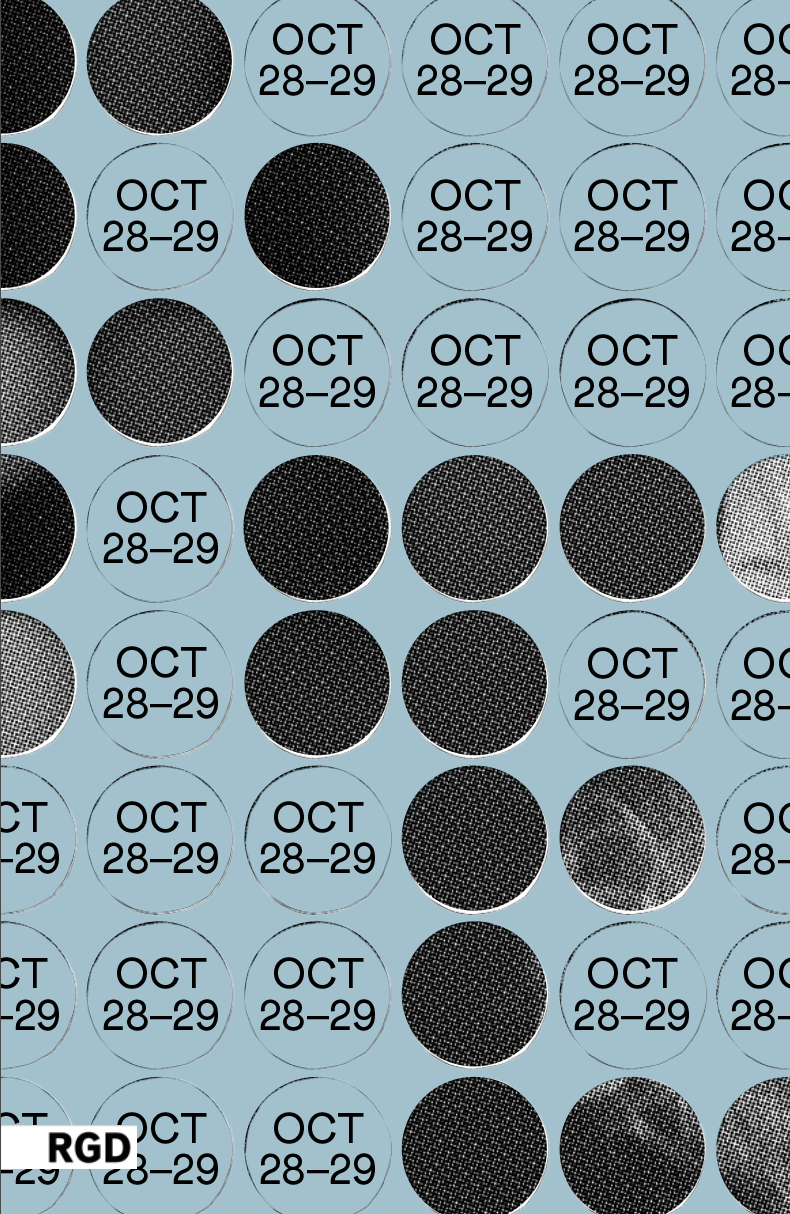 OCT OCT OCT OC
28–29 28–29 28–29 28–
OCT OCT OCT OC
28–29 28–29 28–29 28–
OCT OCT OCT OC
28–29 28–29 28–29 28–
OCT
28–29
OCT OCT OC
28–29 28–29 28–
CT OCT OCT OC
–29 28–29 28–29 28–
CT OCT OCT OCT OC
–29 28–29 28–29 28–29 28–
CT OCT OCT
RGD
–29 28–29 28–29